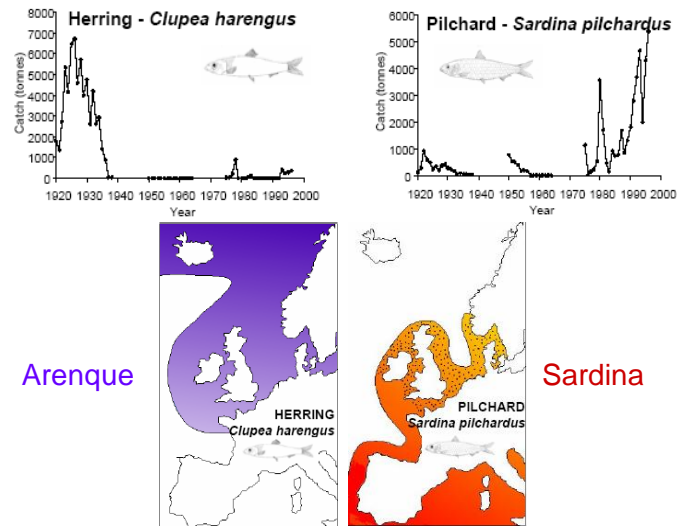 Herring - Clupea harengus
Catch (tonnes)
8000
7000
6000
5000
4000
3000
2000
1000
0
1920 1930 1940 1950 1960 1970 1980 1990 2000
Year
Pilchard - Sardina pilchardus
Catch (tonnes)
6000
5000
4000
3000
2000
1000
0
1920 1930 1940 1950 1960 1970 1980 1990 2000
Year
Arenque
HERRING
Clupea harengus
PILCHARD
Sardina pilchardus
Sardina